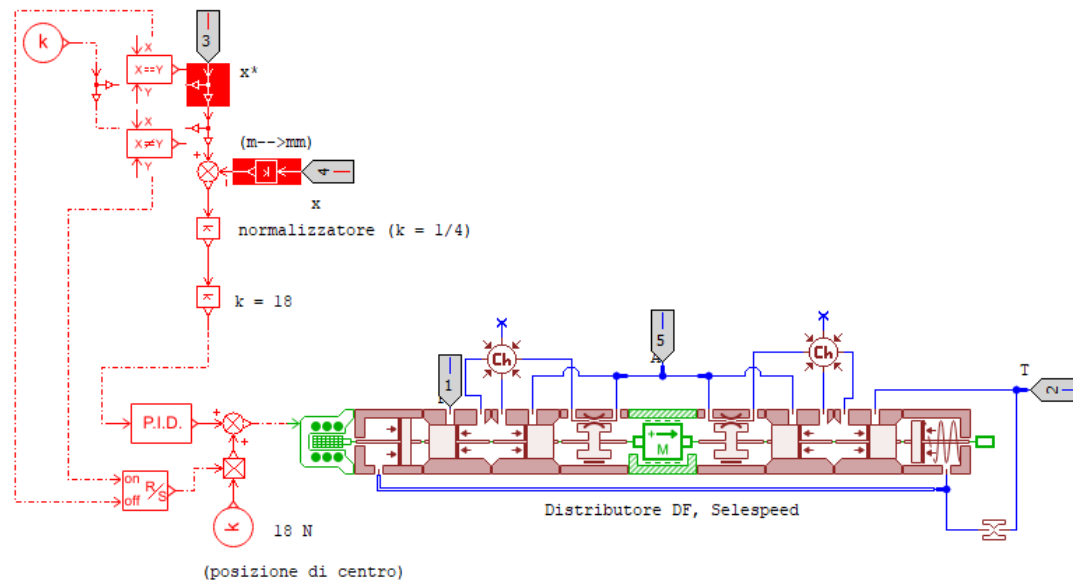 3
k
X
X==Y
Y
x*
X
X≠Y
Y
(m-->mm)
+
-
K
4
x
K
normalizzatore (k = 1/4)
K
k = 18
Ch
5
Ch
A
T
1
2
P.I.D.
+
+
+
M
on
off
R/S
Distributore DF, Selespeed
k
18 N
(posizione di centro)